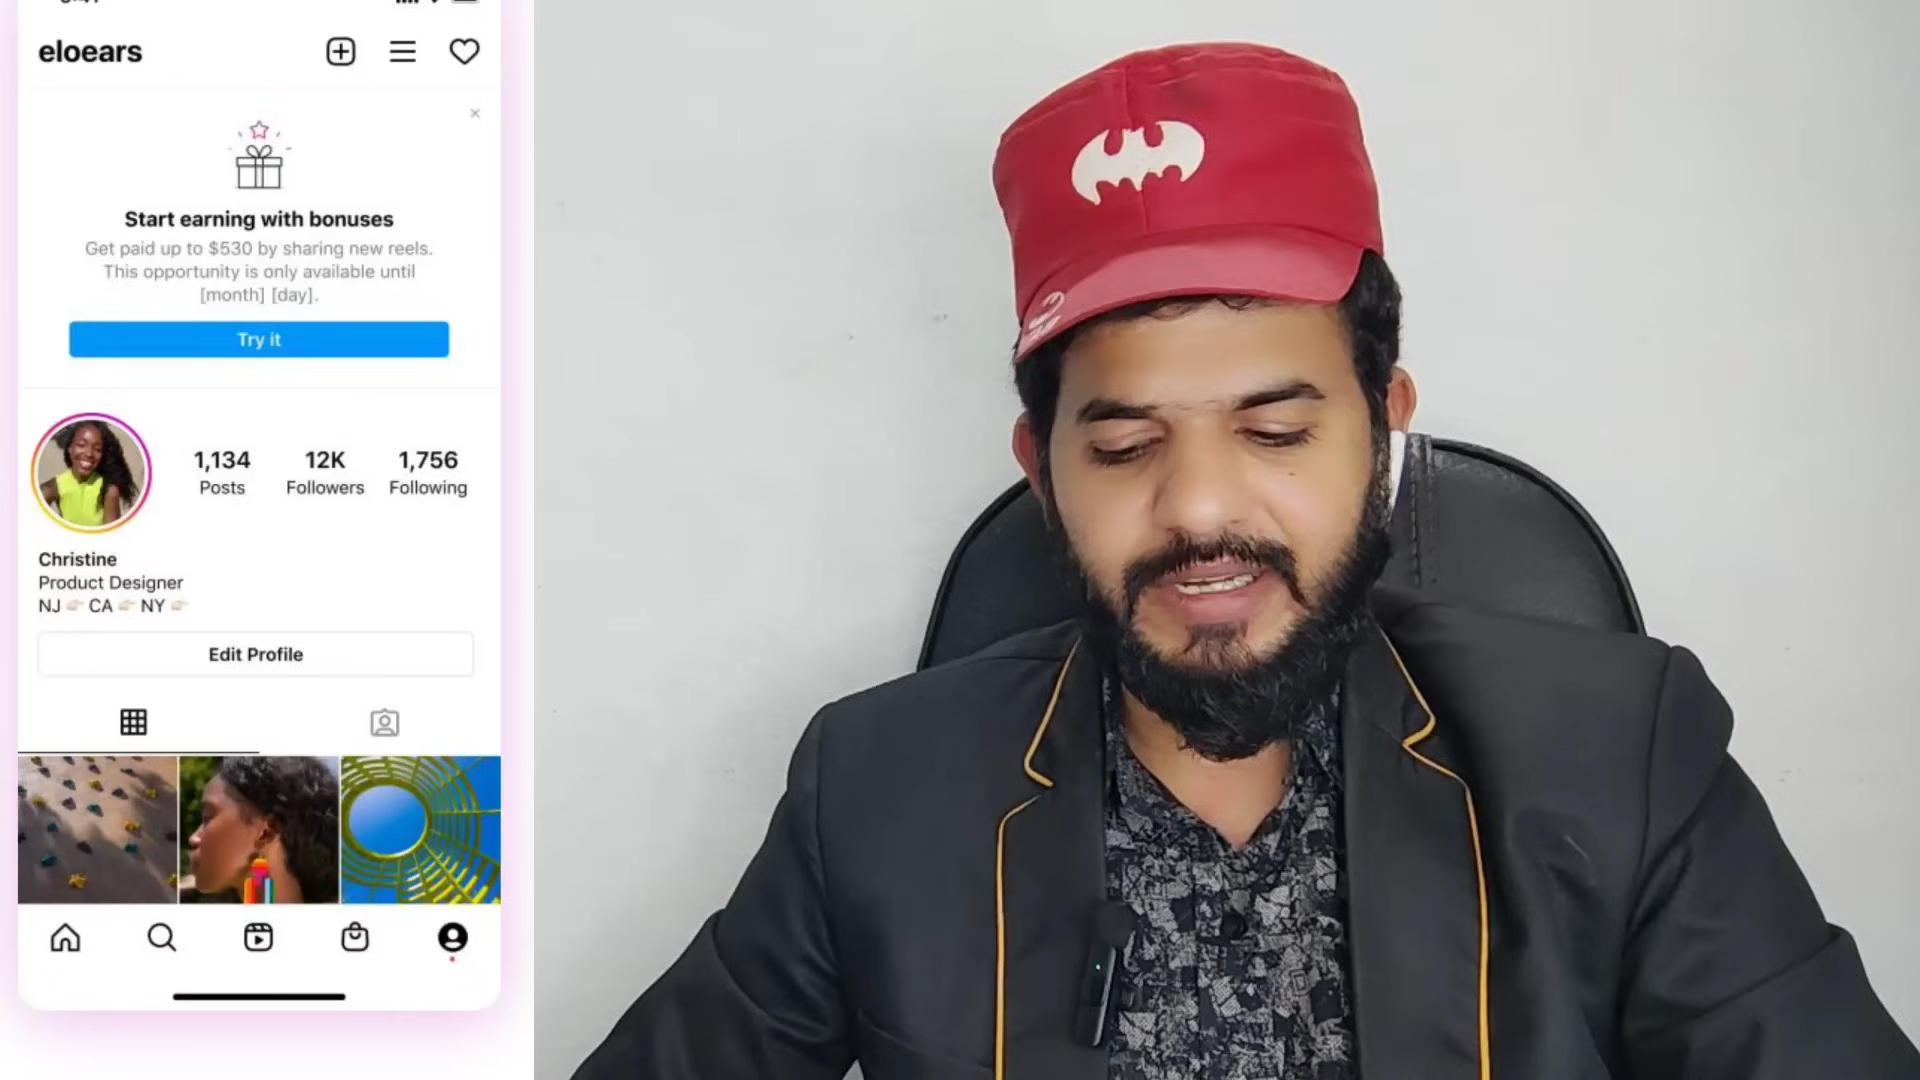 eloears
Start earning with bonuses
Get paid up to $530 by sharing new reels.
This opportunity is only available until
[month] [day].
Try it
1,134
Posts
12K
Followers
1,756
Following
Christine
Product Designer
NJ 👉🏻 CA 👉🏻 NY 👉🏻
Edit Profile